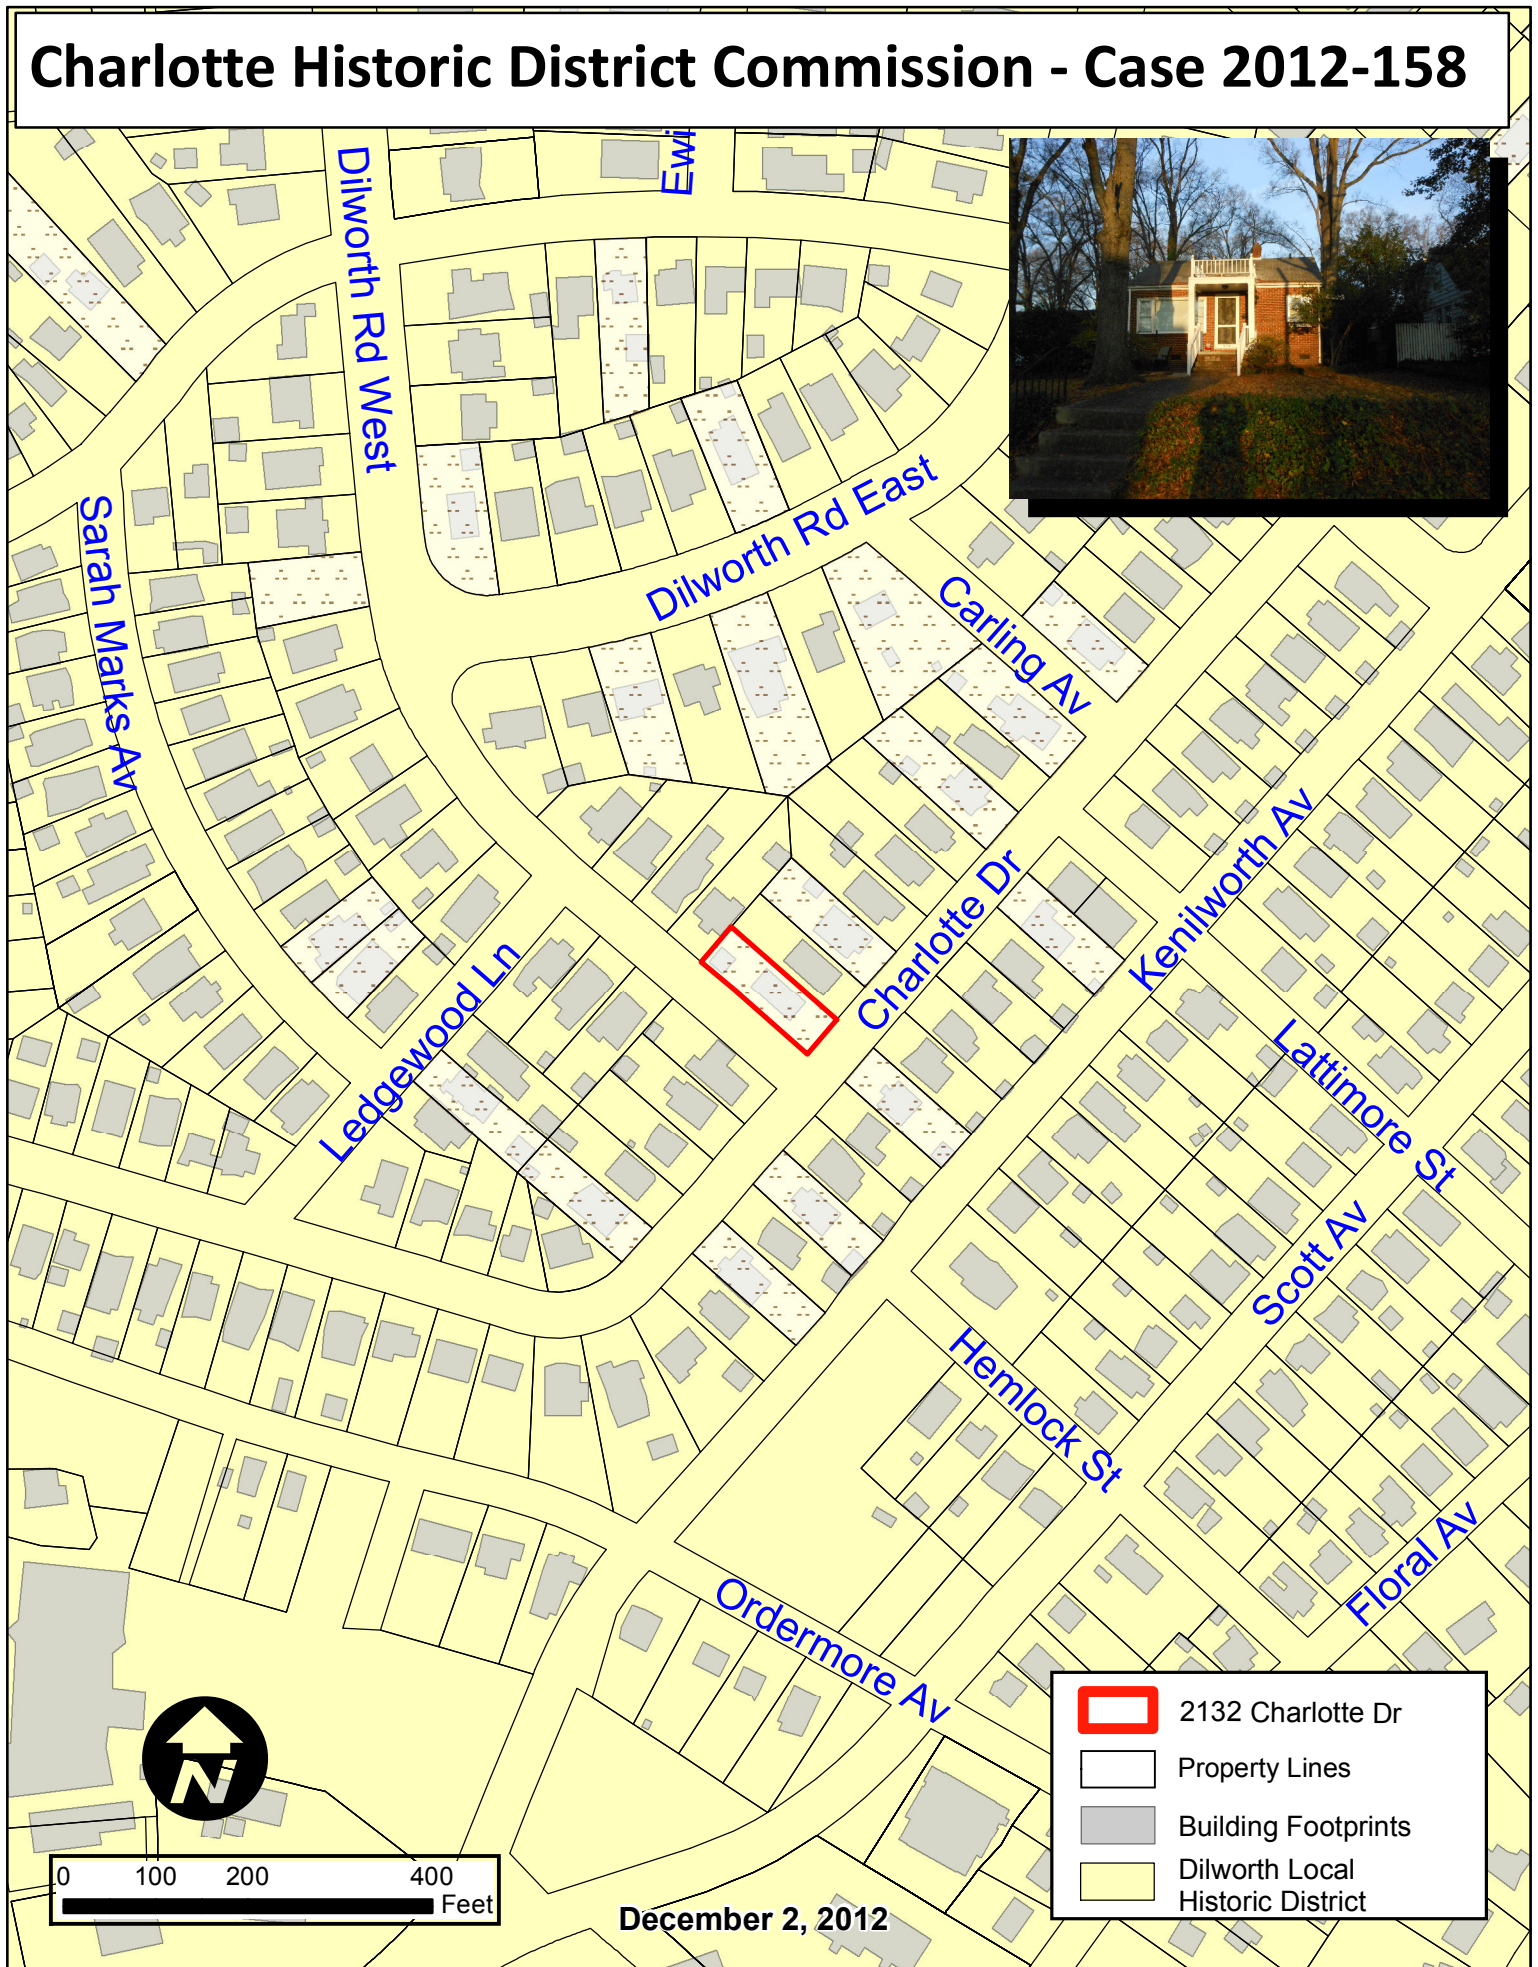 Charlotte Historic District Commission - Case 2012-158
Ewi
Dilworth Rd West
Dilworth Rd East
Sarah Marks Av
Carling Av
Charlotte Dr
Kenilworth Av
Ledgewood Ln
Lattimore St
Scott Av
Hemlock St
Floral Av
Ordermore Av
2132 Charlotte Dr
Property Lines
Building Footprints
Dilworth Local
Historic District
N
0 100 200 400
Feet
December 2, 2012